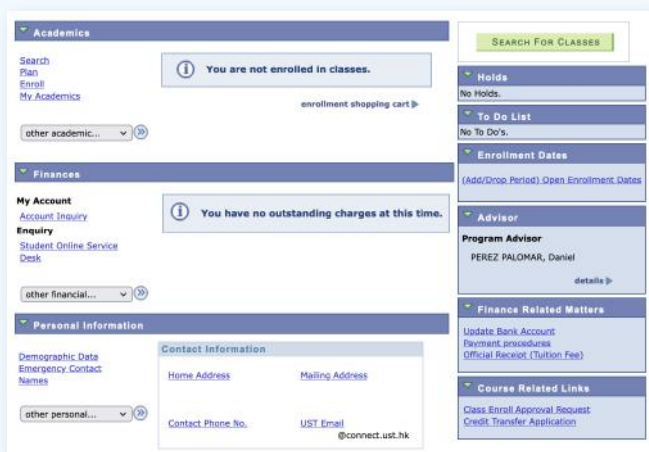 Academics
Search
Plan
Enroll
My Academics
You are not enrolled in classes.
enrollment shopping cart
other academic...
Finances
My Account
Account Inquiry
Enquiry
Student Online Service
Desk
You have no outstanding charges at this time.
other financial...
Personal Information
Demographic Data
Emergency Contact
Names
other personal...
Contact Information
Home Address
Mailing Address
Contact Phone No.
UST Email
@connect.ust.hk
SEARCH FOR CLASSES
Holds
No Holds.
To Do List
No To Do's.
Enrollment Dates
(Add/Drop Period) Open Enrollment Dates
Advisor
Program Advisor
PEREZ PALOMAR, Daniel
details
Finance Related Matters
Update Bank Account
Payment procedures
Official Receipt (Tuition Fee)
Course Related Links
Class Enroll Approval Request
Credit Transfer Application